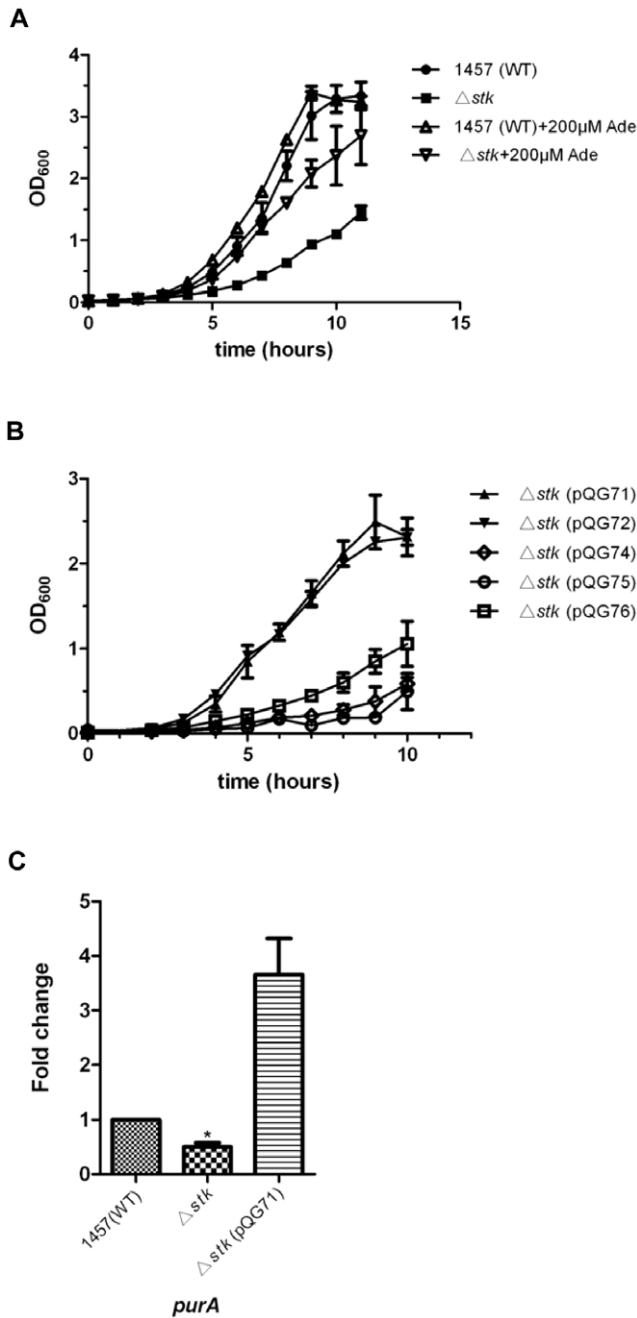 A
4
3
2
1
0
OD600
0 5 10 15
time (hours)
1457 (WT)
△stk
1457 (WT)+200μM Ade
△stk+200μM Ade
B
3
2
1
0
OD600
0 5 10
time (hours)
△stk (pQG71)
△stk (pQG72)
△stk (pQG74)
△stk (pQG75)
△stk (pQG76)
C
5
4
3
2
1
0
Fold change
*
1457(WT)
△stk
△stk (pQG71)
purA